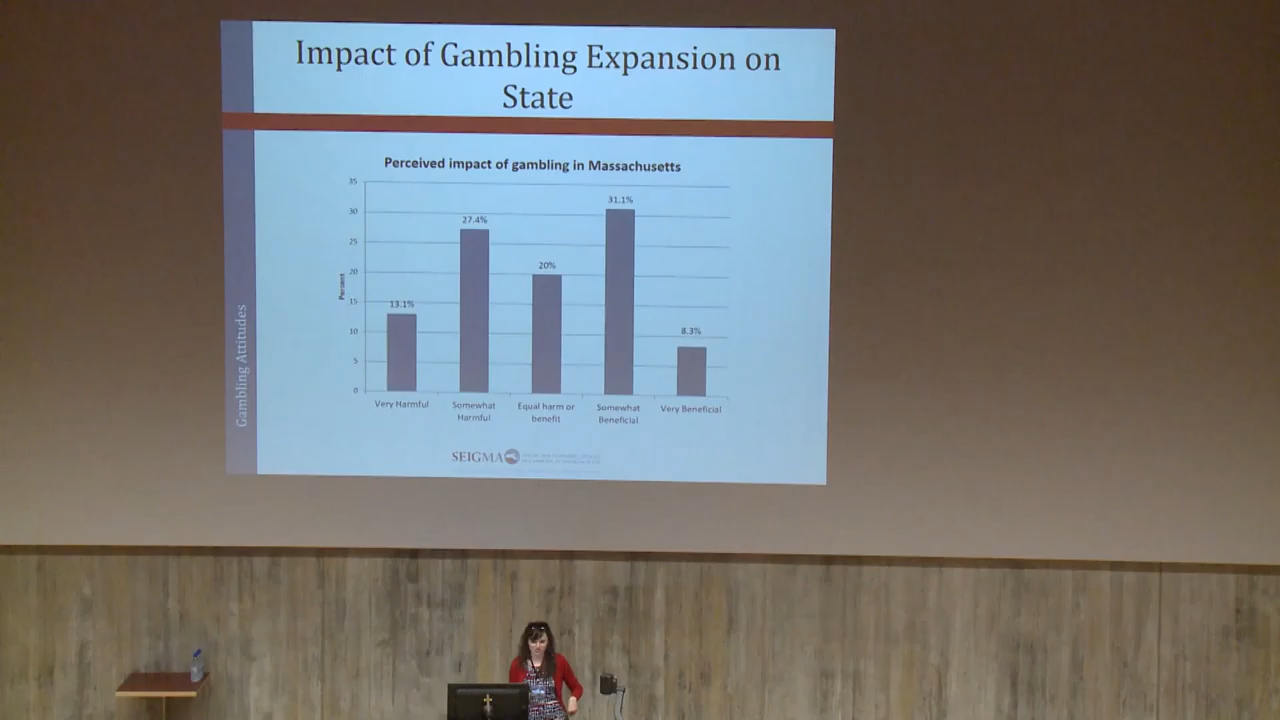 Impact of Gambling Expansion on
State
Gambling Attitudes
Perceived impact of gambling in Massachusetts
Percent
35
30
25
20
15
10
5
0
13.1%
27.4%
20%
31.1%
8.3%
Very Harmful
Somewhat
Harmful
Equal harm or
benefit
Somewhat
Beneficial
Very Beneficial
SEIGMA